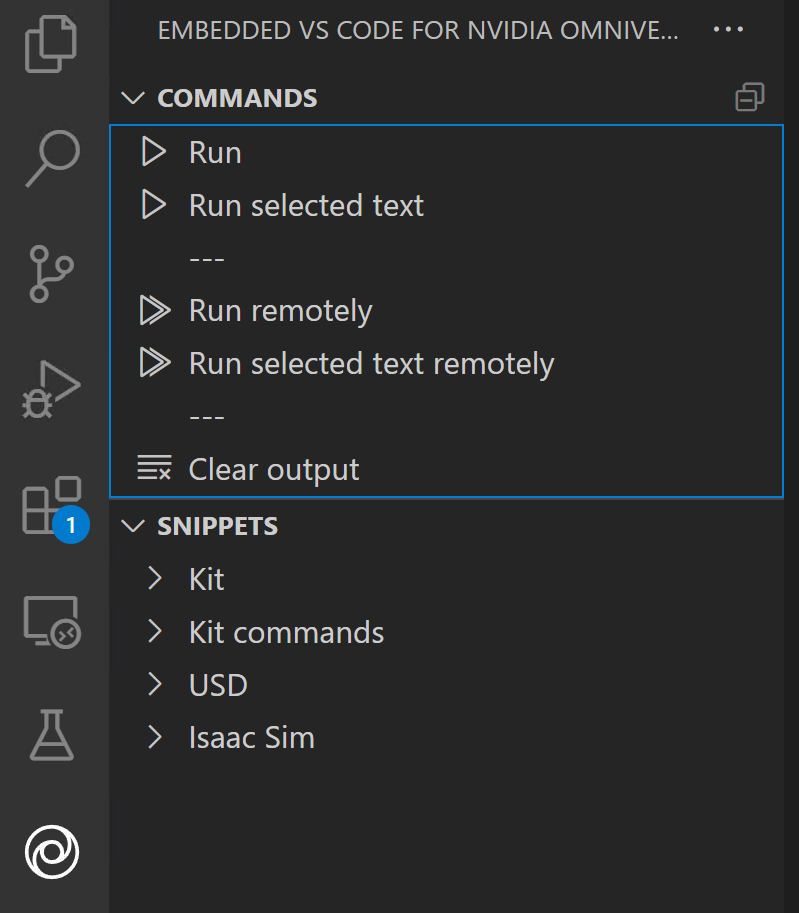 EMBEDDED VS CODE FOR NVIDIA OMNIVE...
COMMANDS
Run
Run selected text
---
Run remotely
Run selected text remotely
---
Clear output
1
SNIPPETS
Kit
Kit commands
USD
Isaac Sim